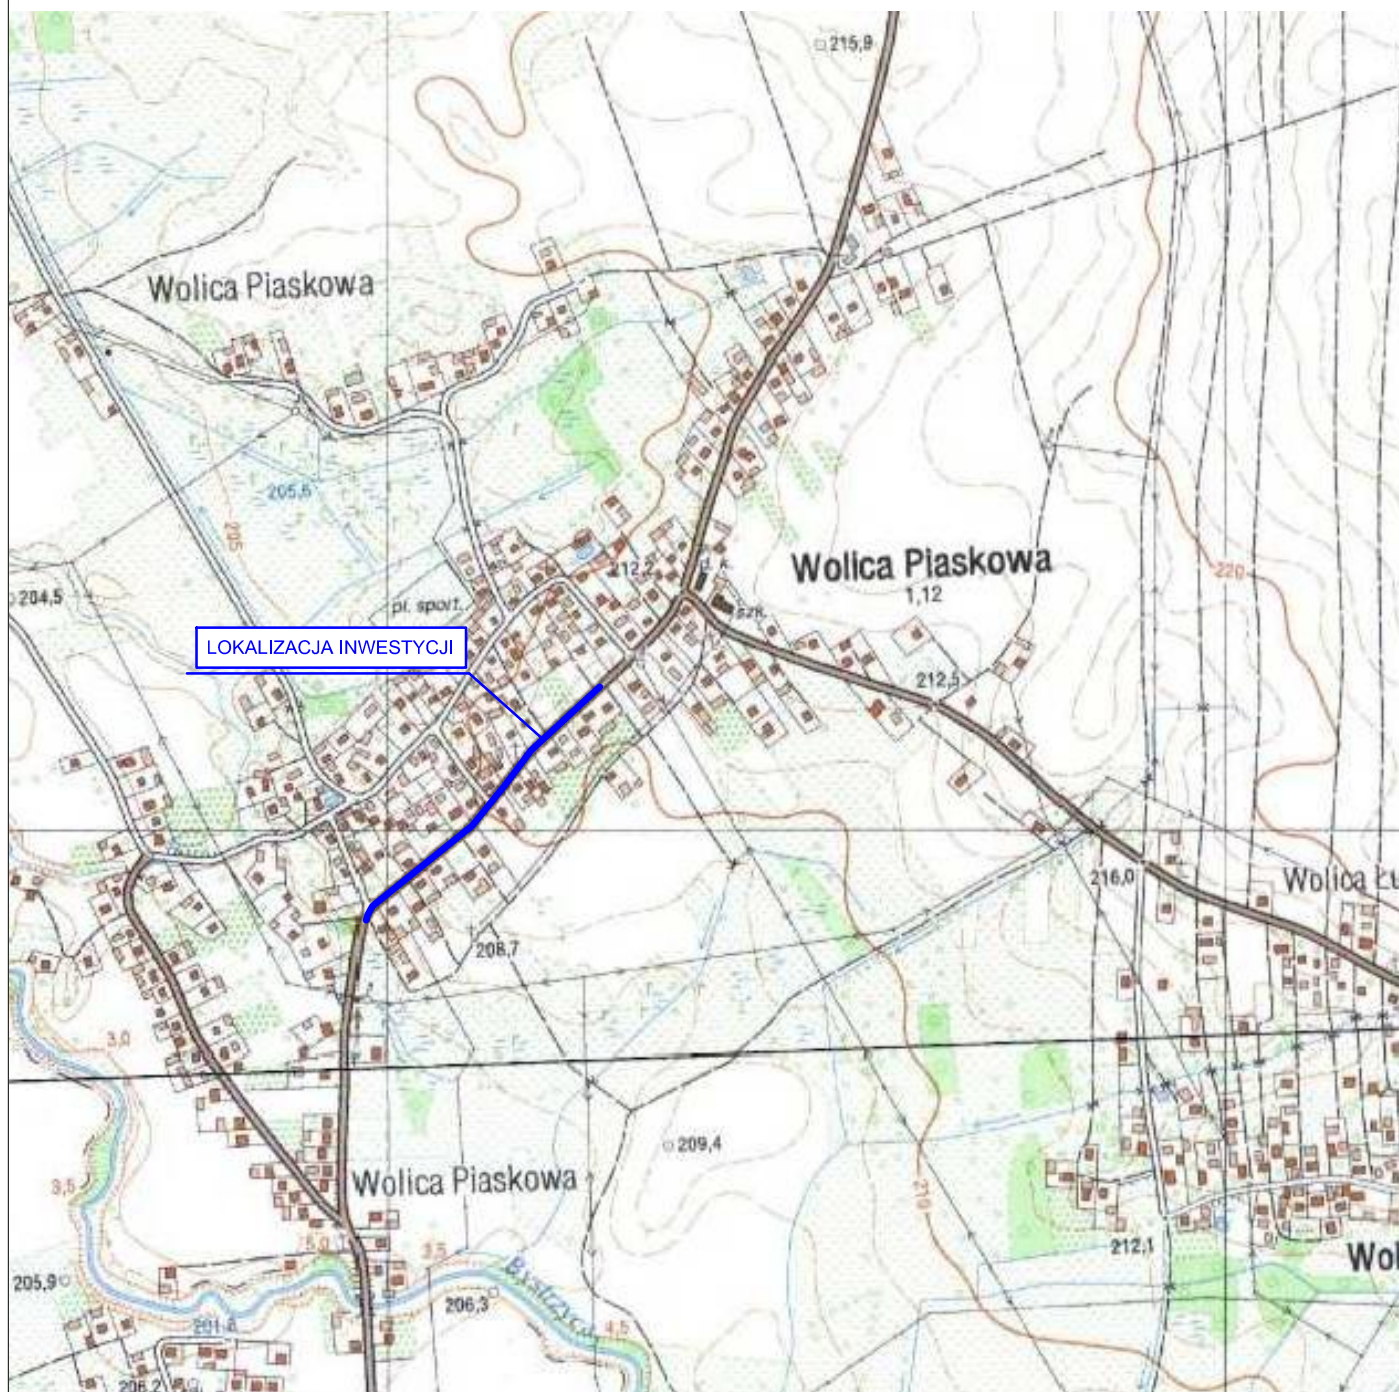 215,9
Wolica Piaskowa
205,6
205
212,2
d. k.
Wolica Piaskowa
1,12
220
204,5
pl. sport.
szk.
LOKALIZACJA INWESTYCJI
212,5
216,0
Wolica Łu
208,7
3,0
209,4
Wolica Piaskowa
3,5
210
5,0
3,5
212,1
Wol
205,9
206,3
Bystrzyca
4,5
201,8
206,2